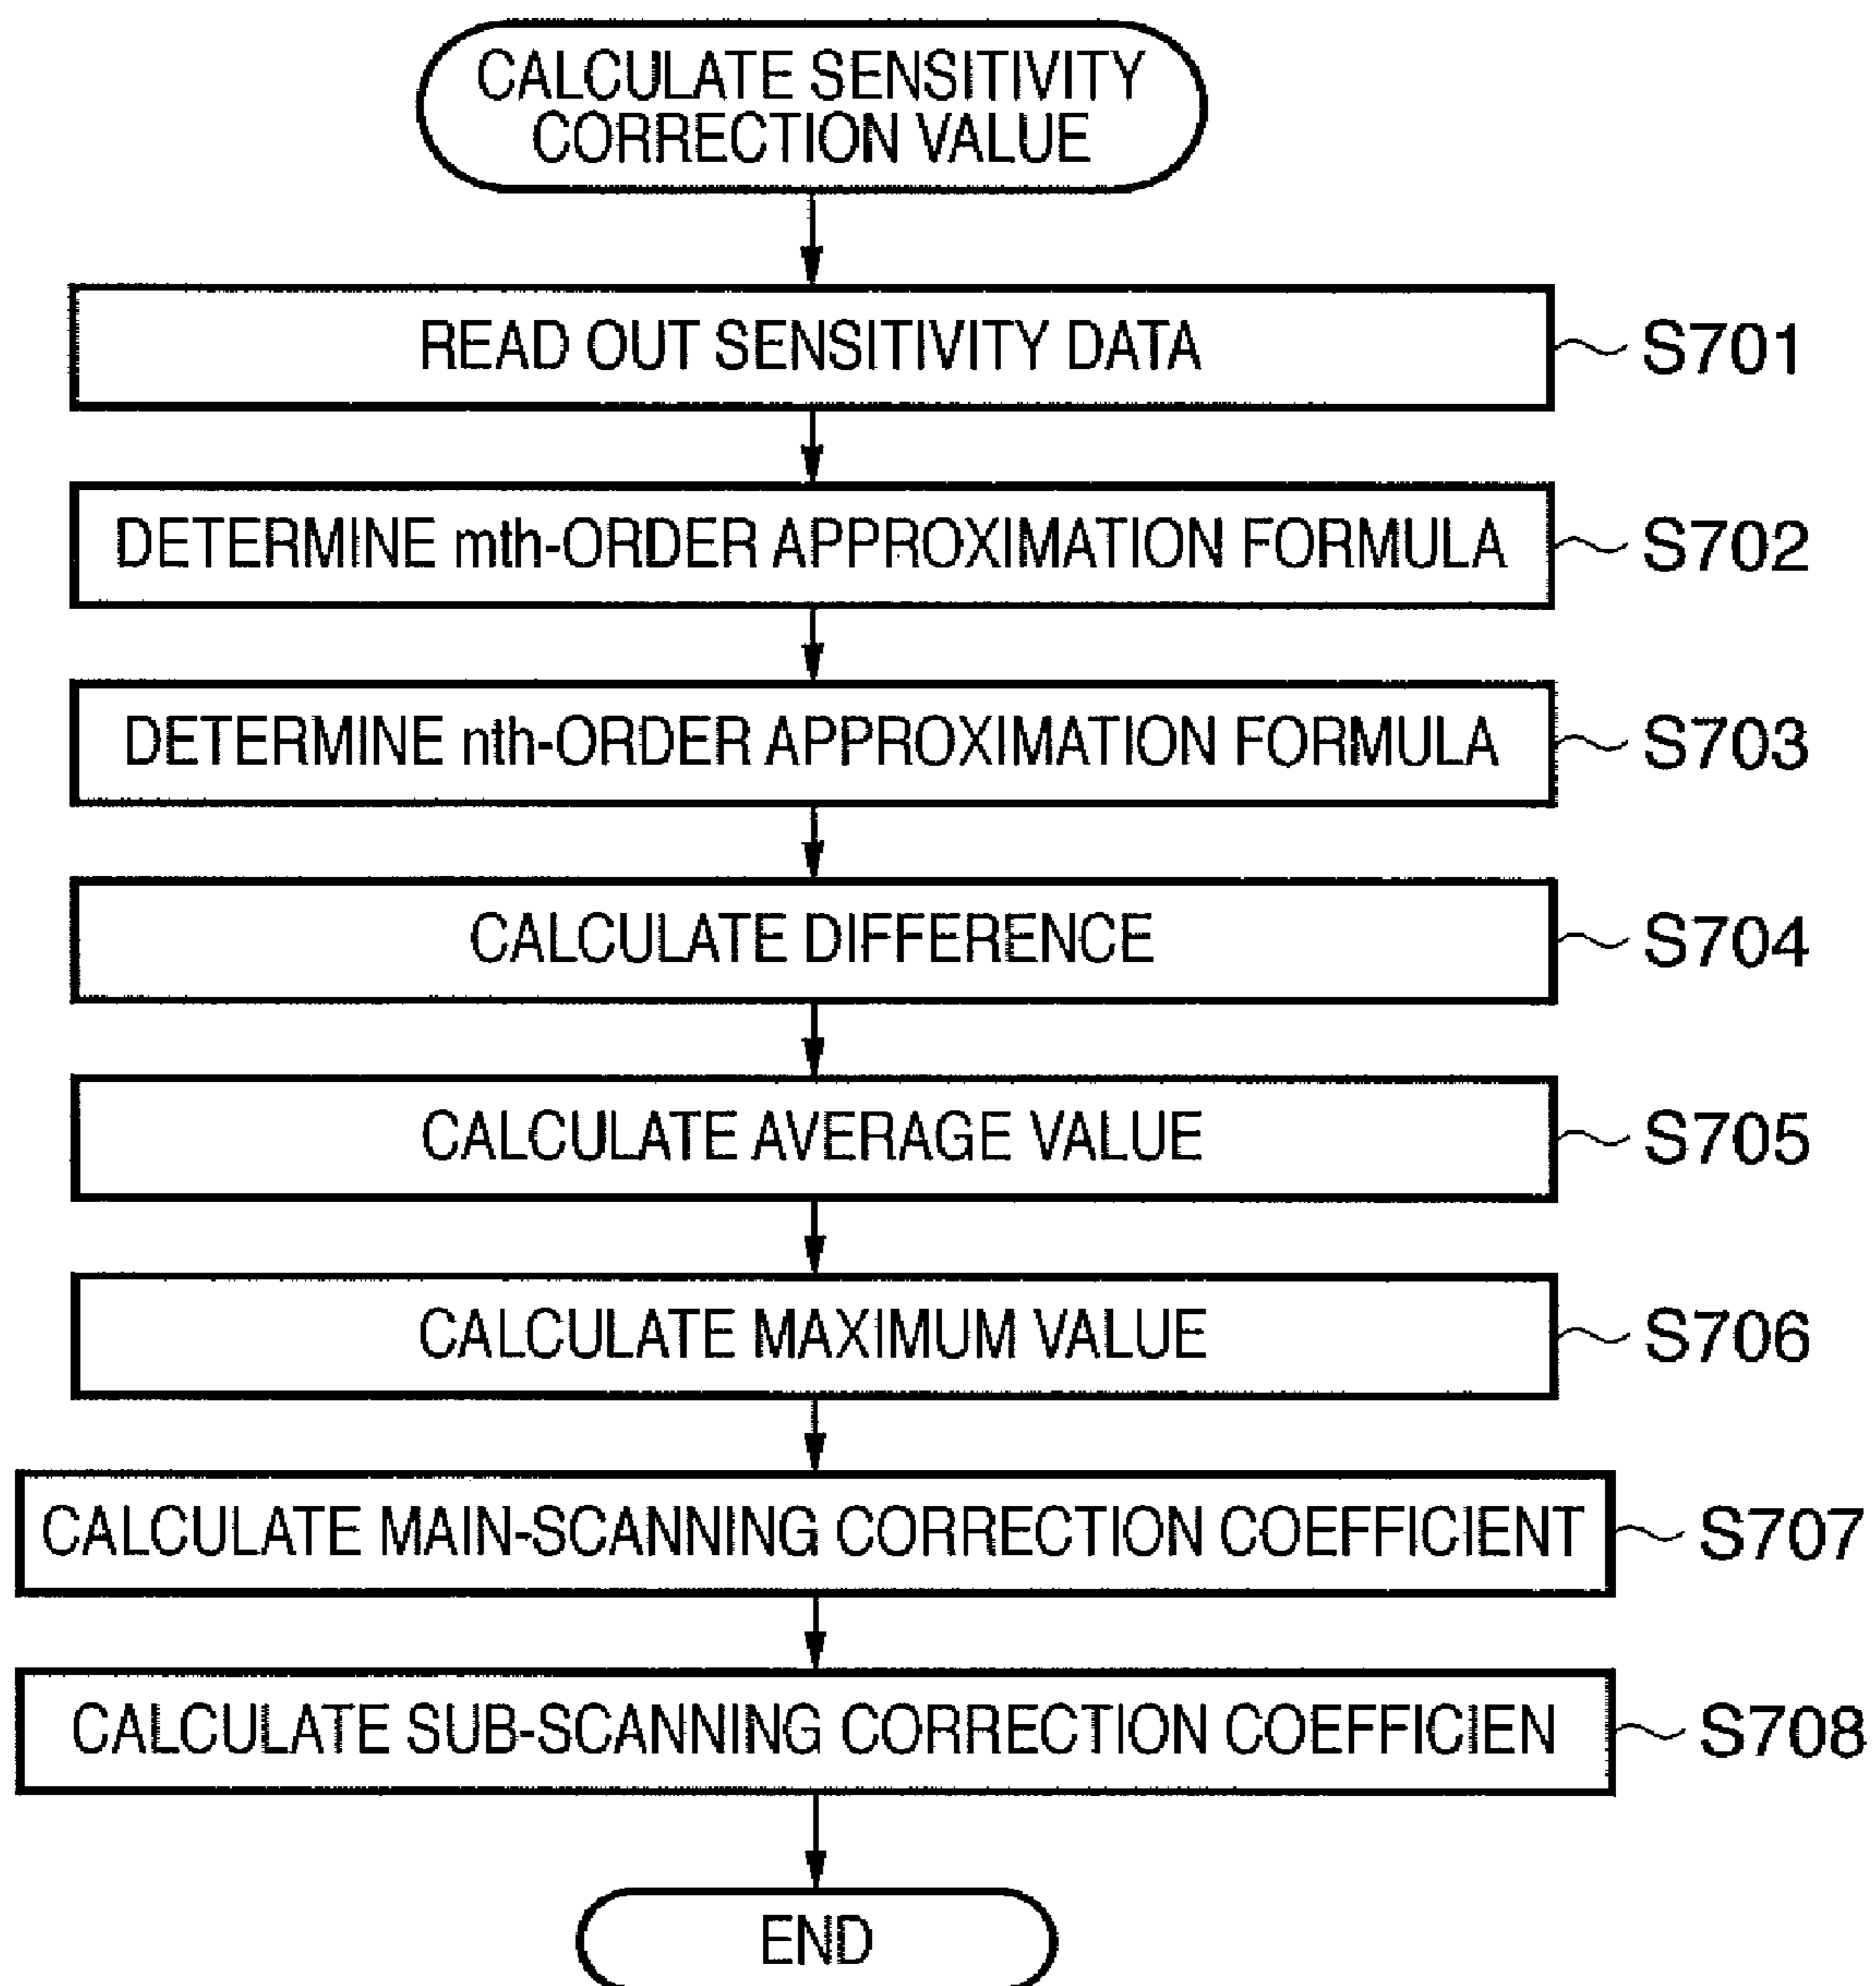 CALCULATE SENSITIVITY
CORRECTION VALUE
READ OUT SENSITIVITY DATA
S701
DETERMINE mth-ORDER APPROXIMATION FORMULA
S702
DETERMINE nth-ORDER APPROXIMATION FORMULA
S703
CALCULATE DIFFERENCE
S704
CALCULATE AVERAGE VALUE
S705
CALCULATE MAXIMUM VALUE
S706
CALCULATE MAIN-SCANNING CORRECTION COEFFICIENT
S707
CALCULATE SUB-SCANNING CORRECTION COEFFICIEN
S708
END